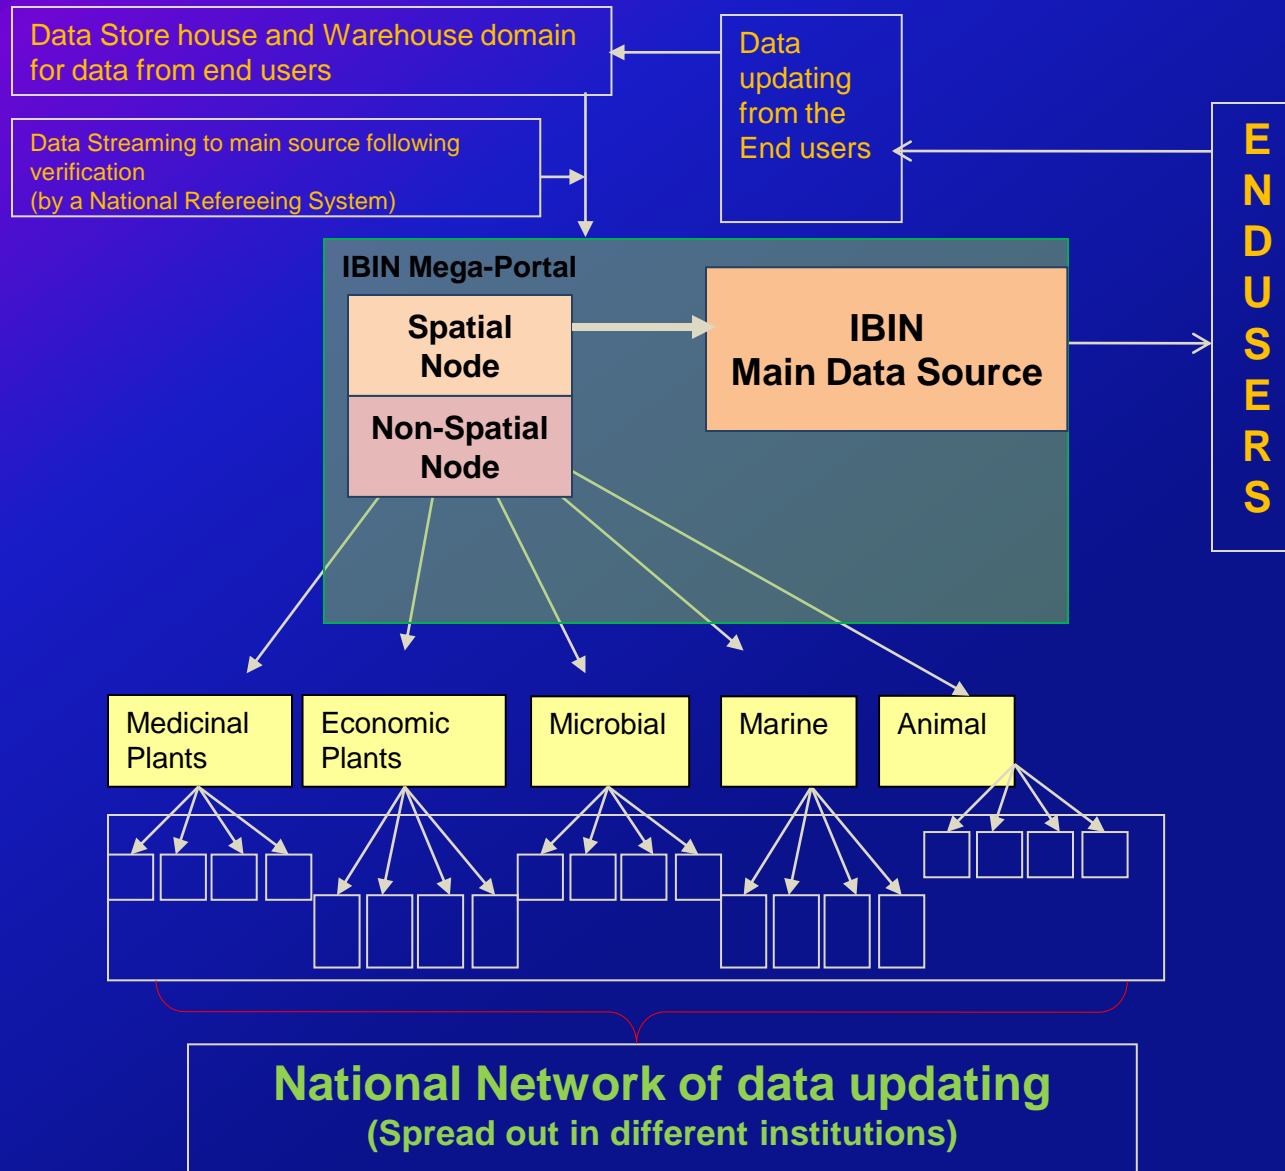 Data Store house and Warehouse domain
for data from end users
Data
updating
from the
End users
Data Streaming to main source following
verification
(by a National Refereeing System)
E
N
D
U
S
E
R
S
IBIN Mega-Portal
Spatial
Node
Non-Spatial
Node
IBIN
Main Data Source
Medicinal
Plants
Economic
Plants
Microbial
Marine
Animal
National Network of data updating
(Spread out in different institutions)